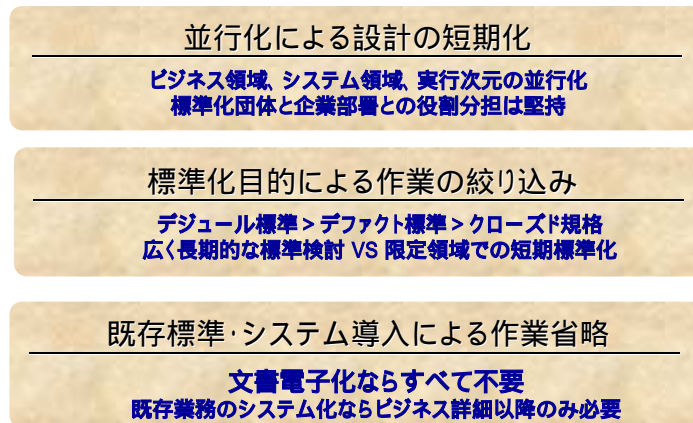 並行化による設計の短期化
ビジネス領域、システム領域、実行次元の並行化
標準化団体と企業部署との役割分担は堅持
標準化目的による作業の絞り込み
デジュール標準 > デファクト標準 > クローズド規格
広く長期的な標準検討 VS 限定領域での短期標準化
既存標準・システム導入による作業省略
文書電子化ならすべて不要
既存業務のシステム化ならビジネス詳細以降のみ必要